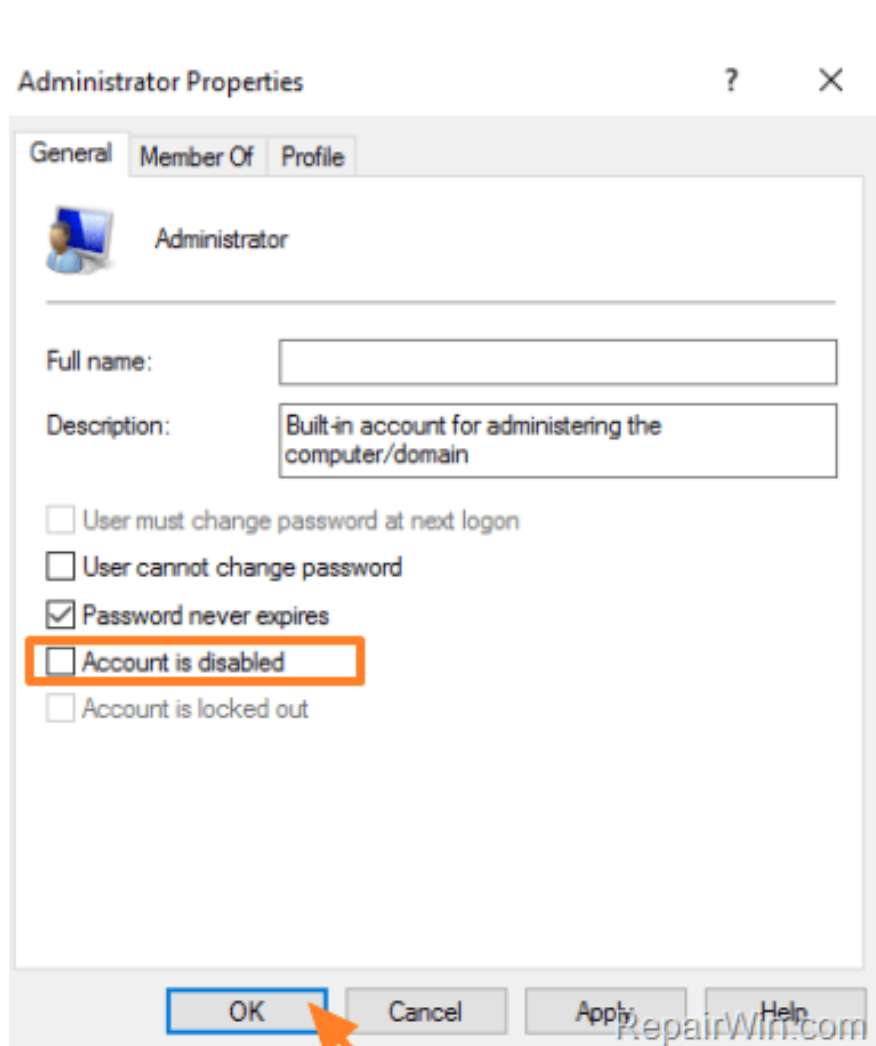 Administrator Properties
?
General Member Of Profile
Administrator
Full name:
Description: Built-in account for administering the
computer/domain
User must change password at next logon
User cannot change password
Password never expires
Account is disabled
Account is locked out
OK Cancel Apply Help
RepairWin.com